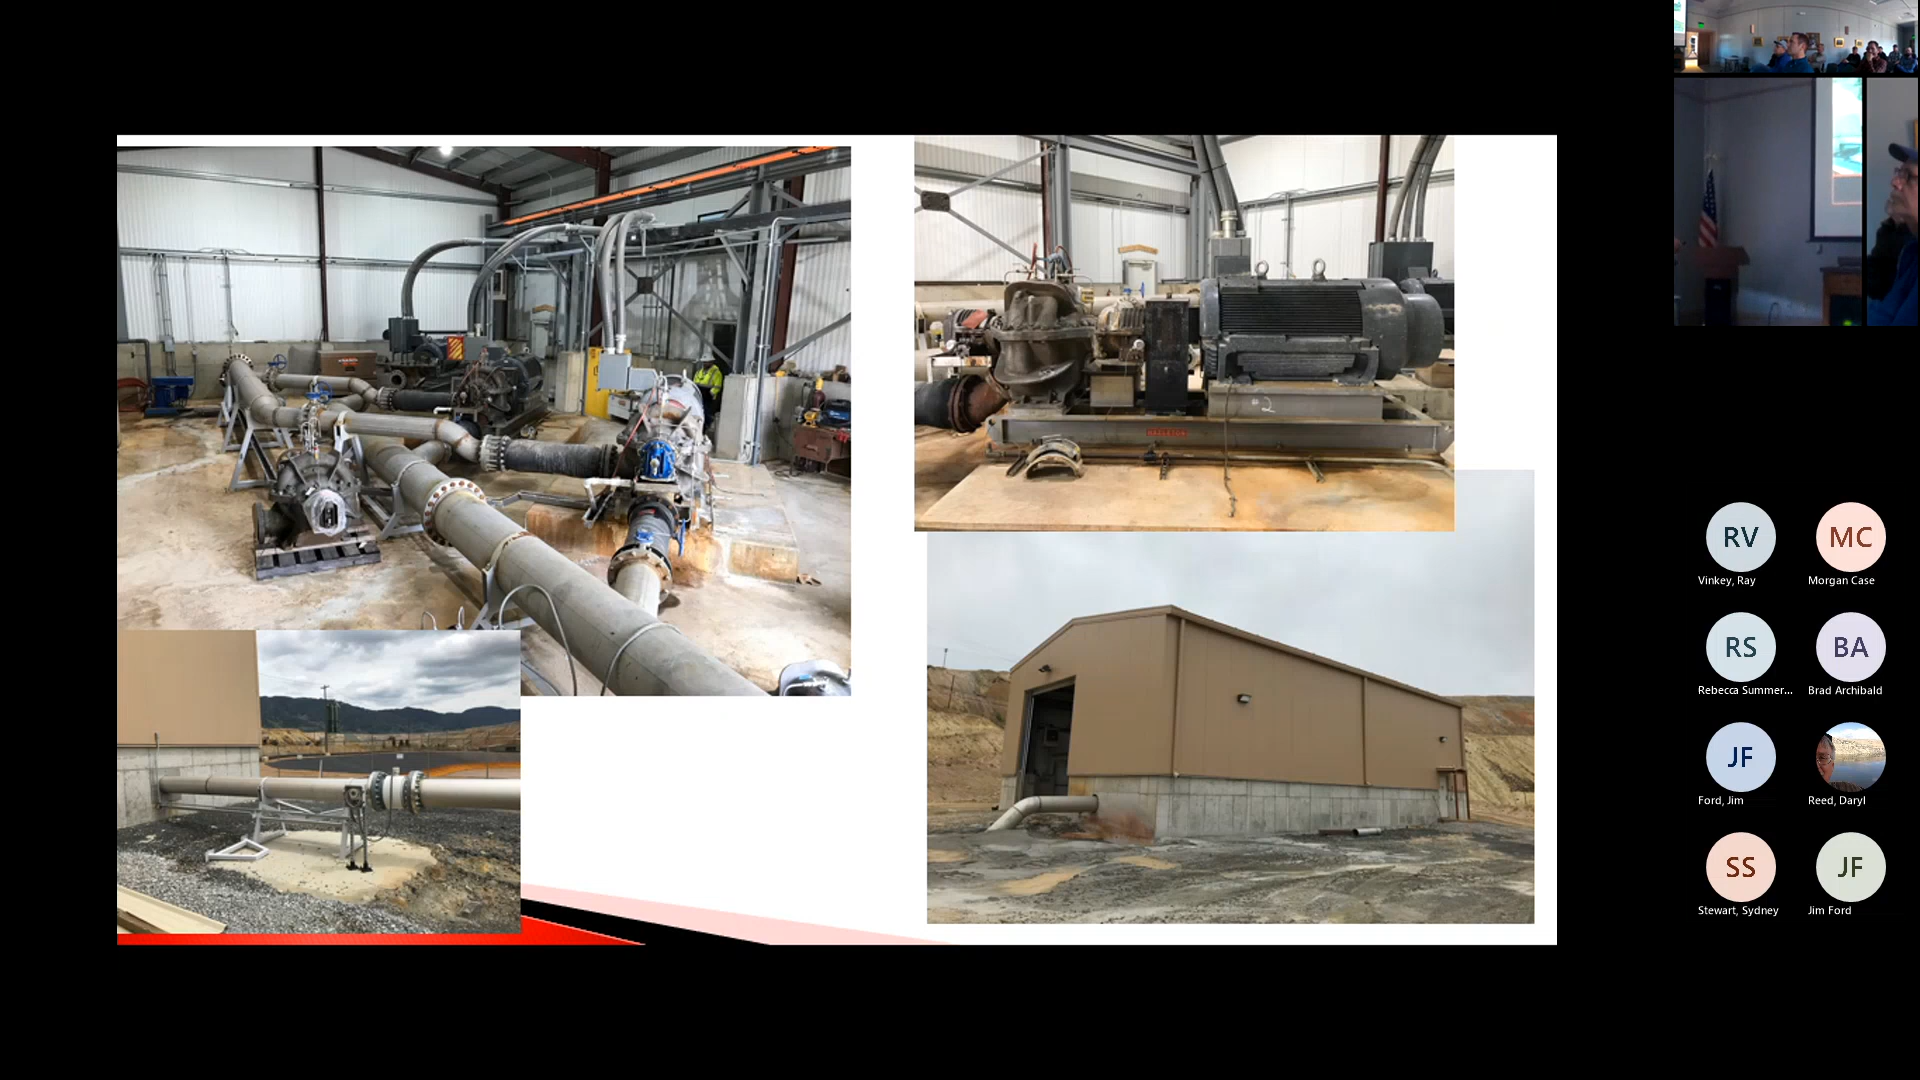 #2
RV
MC
Vinkey, Ray
Morgan Case
RS
BA
Rebecca Summer...
Brad Archibald
JF
Ford, Jim
Reed, Daryl
SS
JF
Stewart, Sydney
Jim Ford